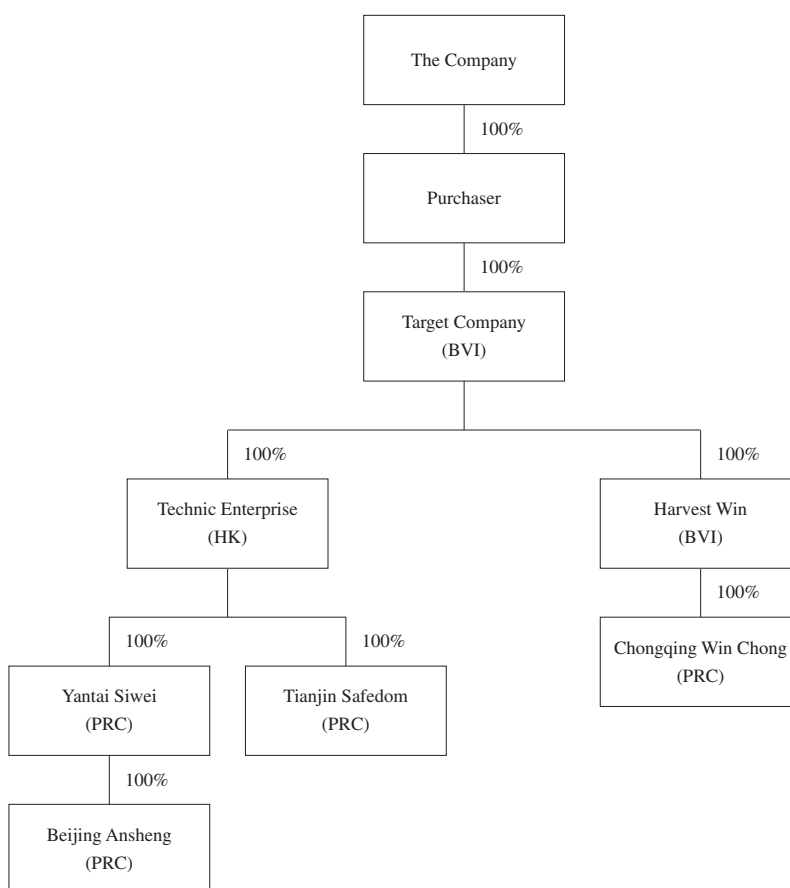 The Company
100%
Purchaser
100%
Target Company
(BVI)
100%
100%
Technic Enterprise
(HK)
Harvest Win
(BVI)
100%
100%
100%
Yantai Siwei
(PRC)
Tianjin Safedom
(PRC)
Chongqing Win Chong
(PRC)
100%
Beijing Ansheng
(PRC)